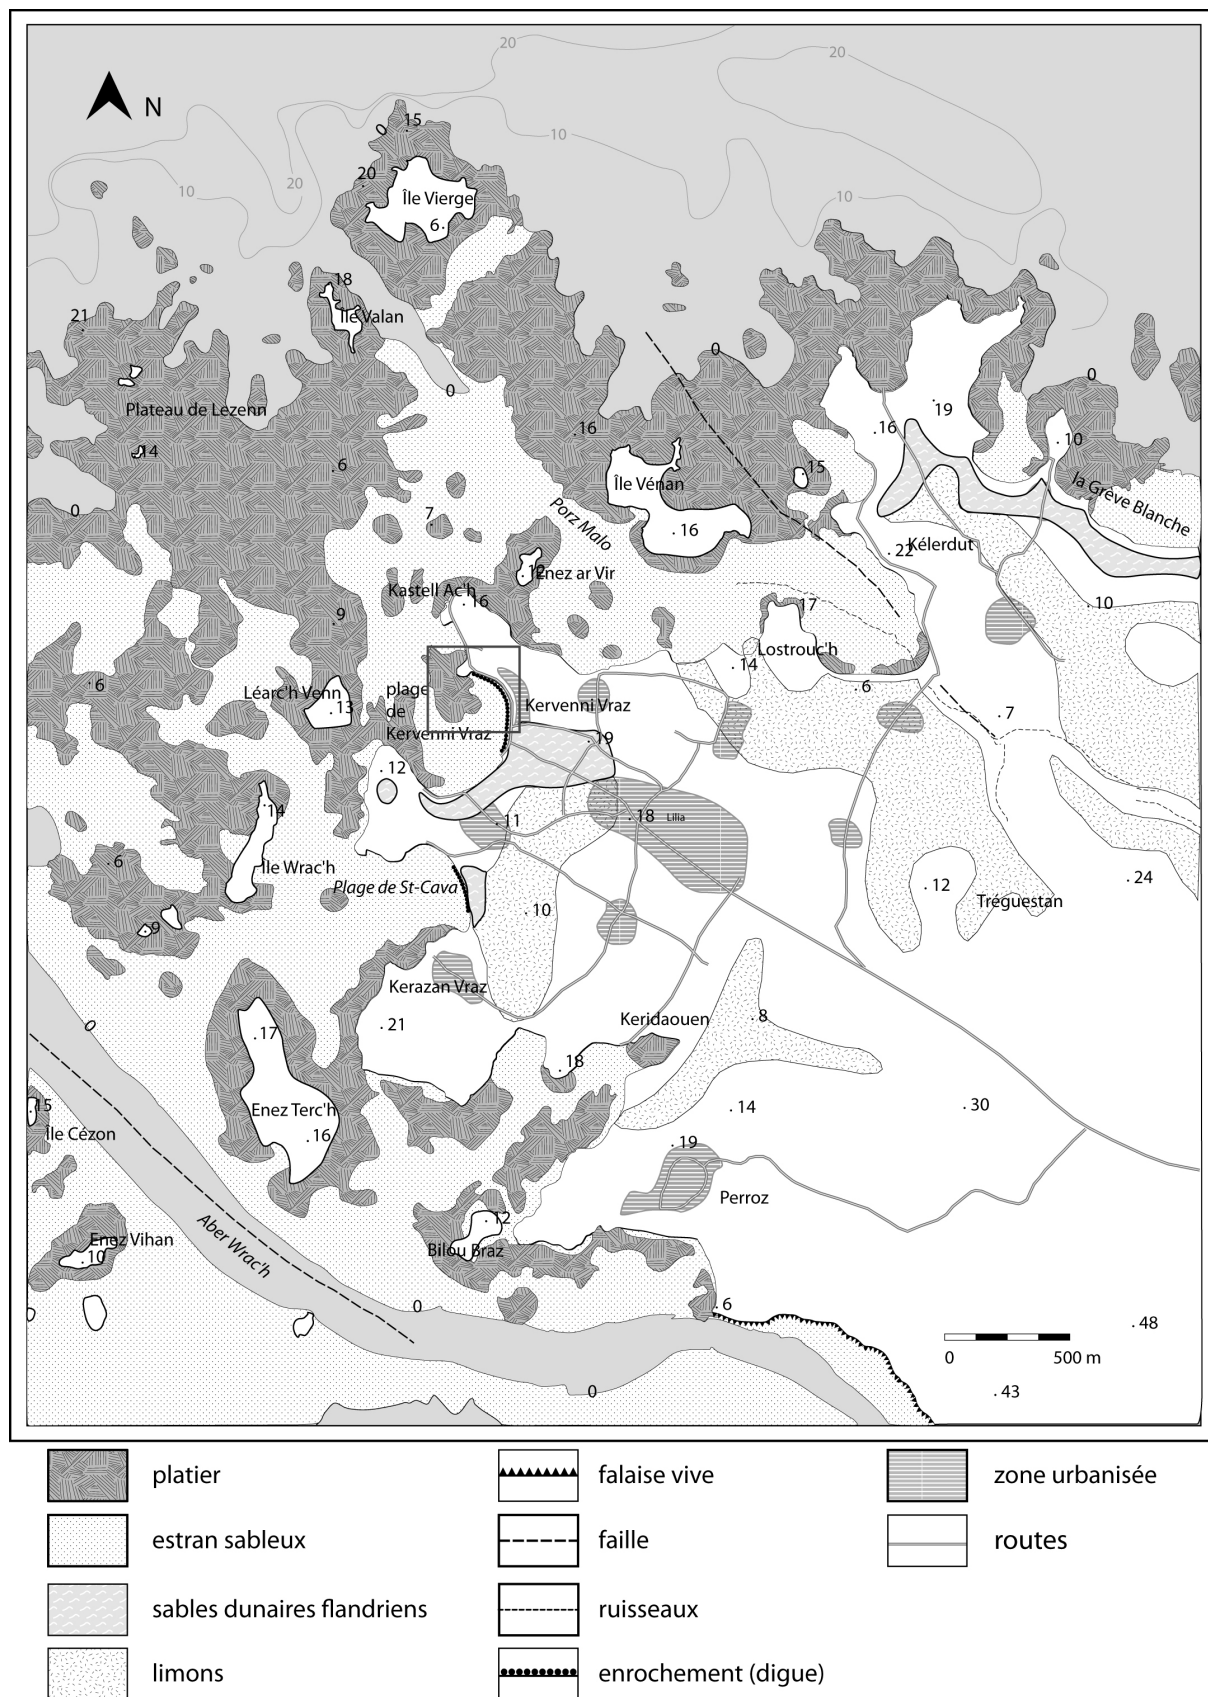 20
20
N
0
15
10
20
10
20
10
Île Vierge
6
18
Île Valan
21
0
0
0
Plateau de Lezenn
19
16
16
10
14
6
15
Île Vénan
la Grève Blanche
0
7
Porz Malo
16
22
Kélerdut
12
Enez ar Vir
Kastell Ac'h
16
17
10
9
Lostrouc'h
14
6
6
Léarc'h Venn
13
plage
de
Kervenni Vraz
Kervenni Vraz
7
19
12
14
11
18
Lilia
6
Île Wrac'h
Plage de St-Cava
12
24
Tréguestan
10
9
Kerazan Vraz
21
Keridaouen
8
0
17
18
15
Enez Terc'h
14
30
Île Cézon
16
19
Perroz
12
Aber Wrac'h
Enez Vihan
10
Bilou Braz
0
6
48
0
500 m
0
43
platier
falaise vive
zone urbanisée
estran sableux
faille
routes
sables dunaires flandriens
ruisseaux
limons
enrochement (digue)